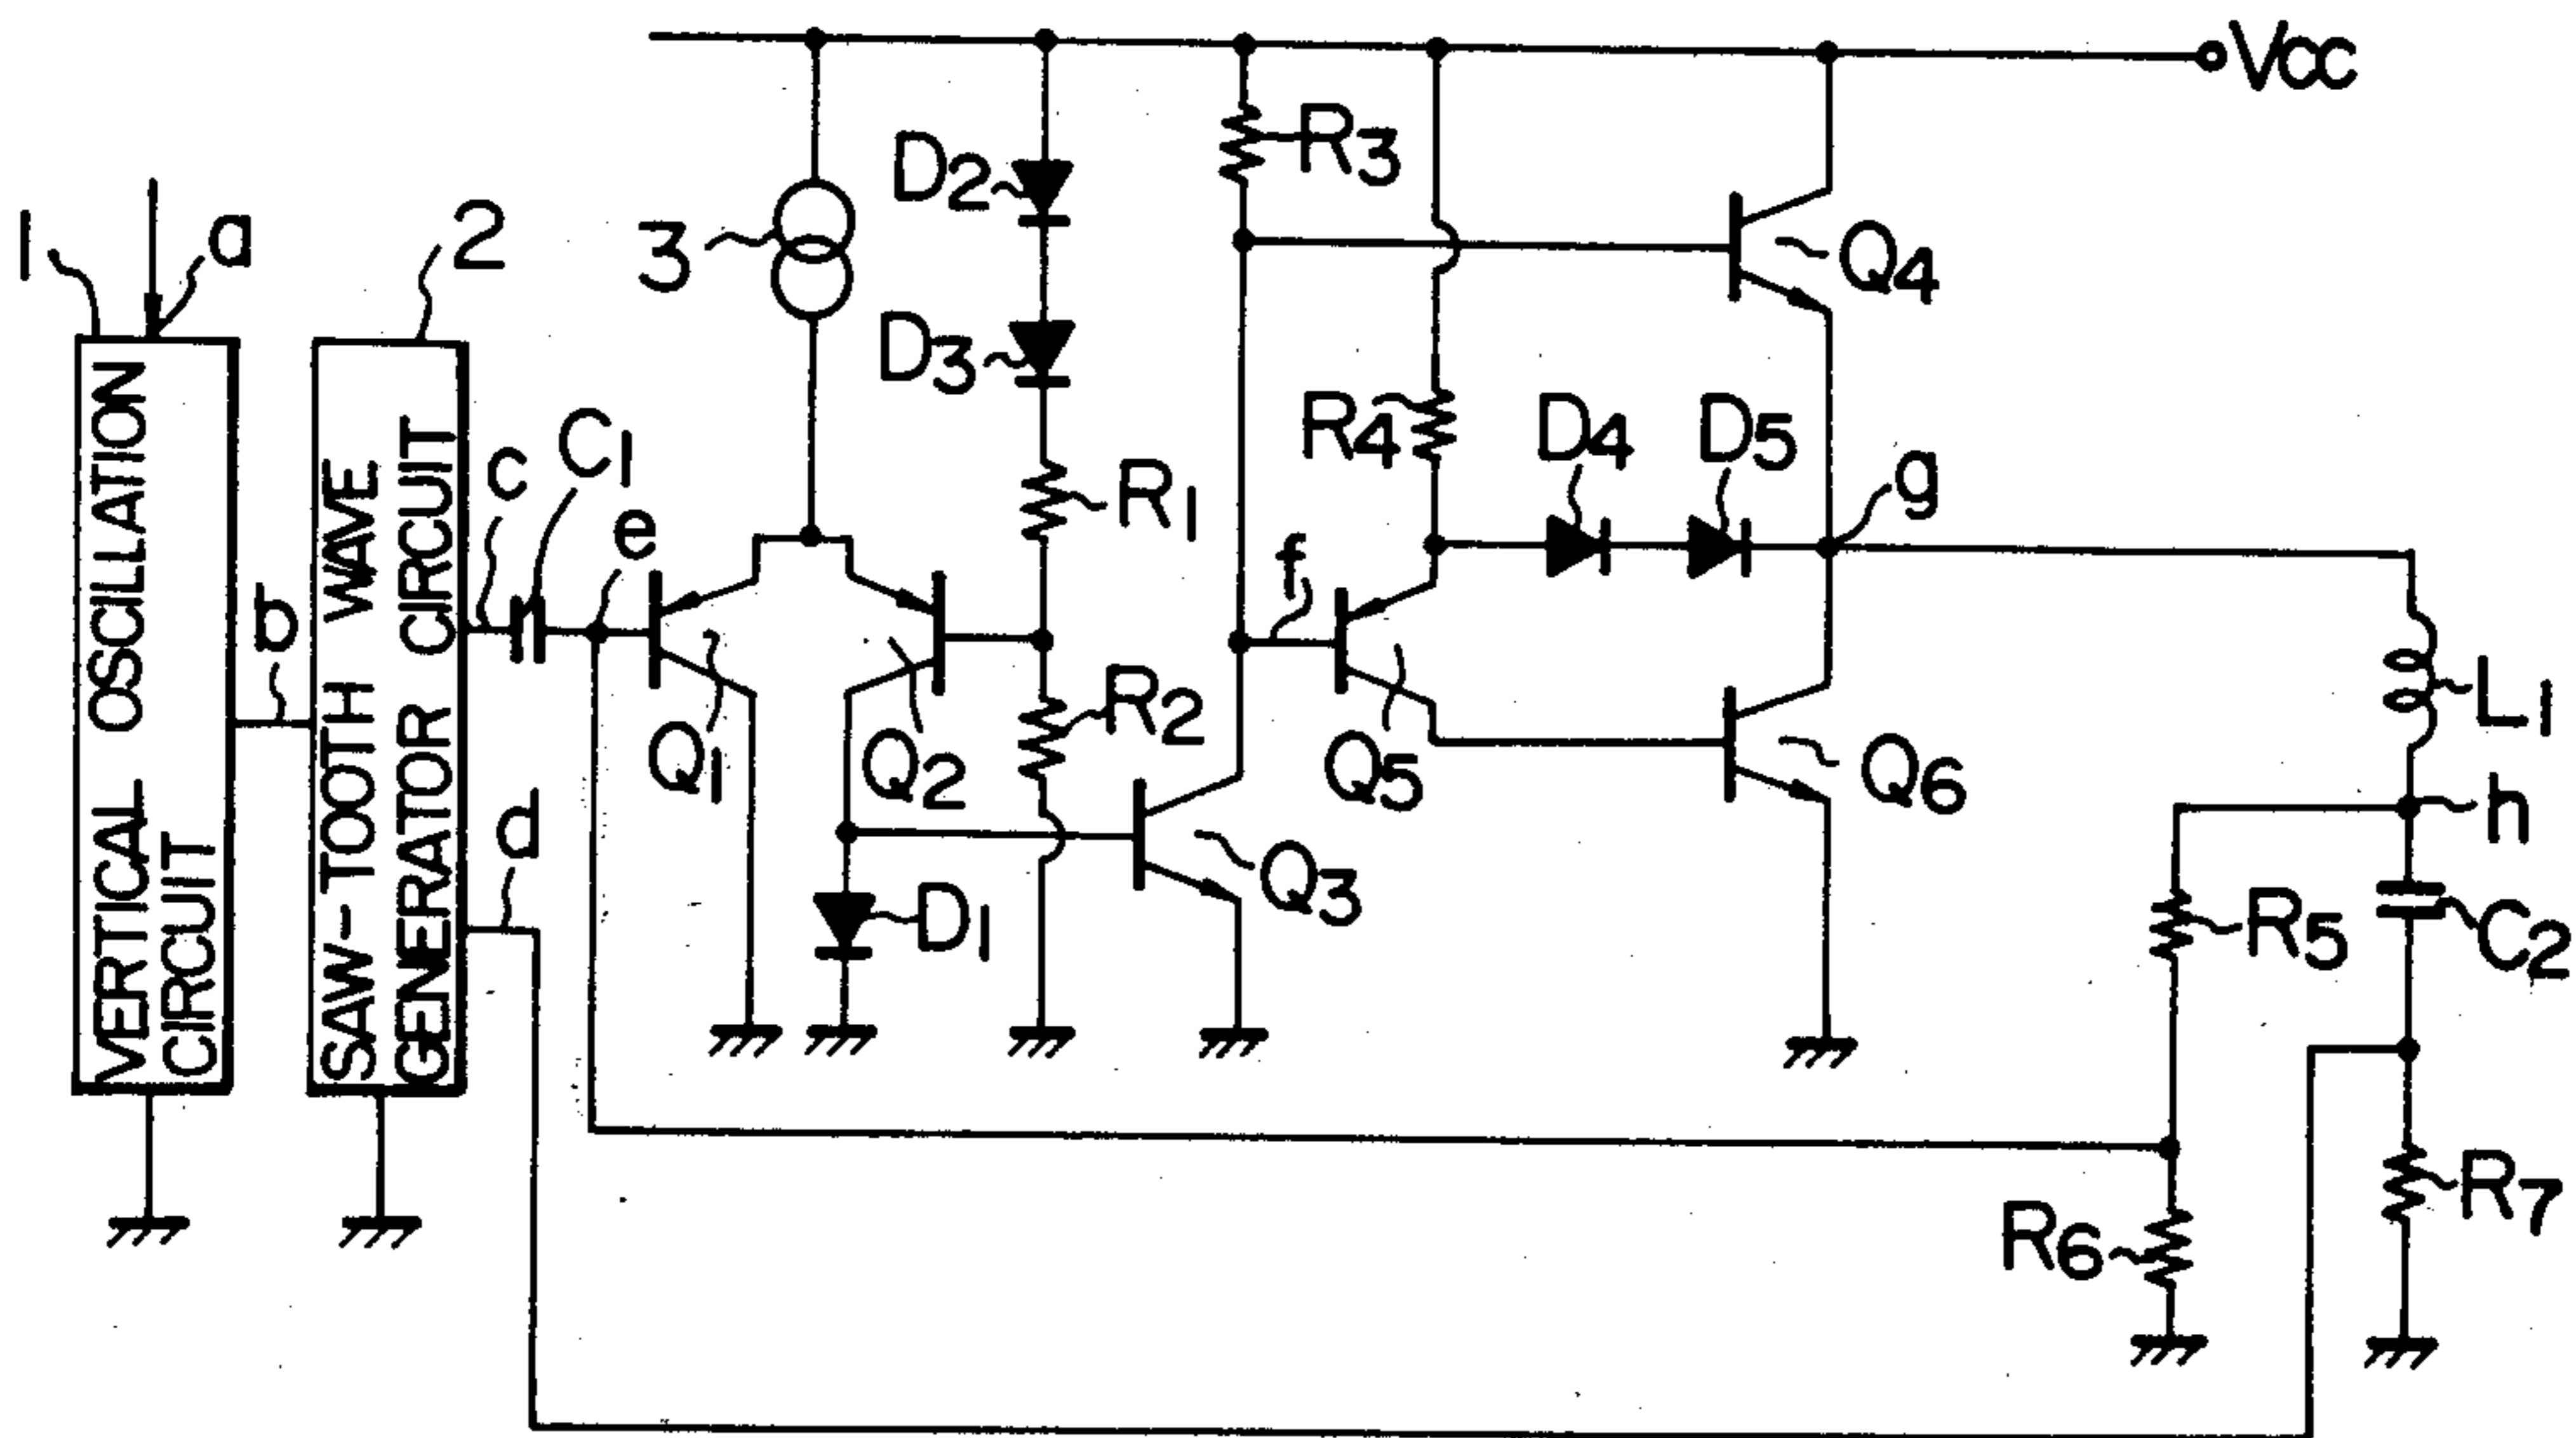 Vcc
1
a
2
3
D2
D3
R3
Q4
R4
D4
D5
g
b
c
C1
e
R1
f
L1
VERTICAL OSCILLATION
CIRCUIT
SAW-TOOTH WAVE
GENERATOR CIRCUIT
d
Q1
Q2
R2
Q5
Q6
h
D1
Q3
R5
C2
R6
R7